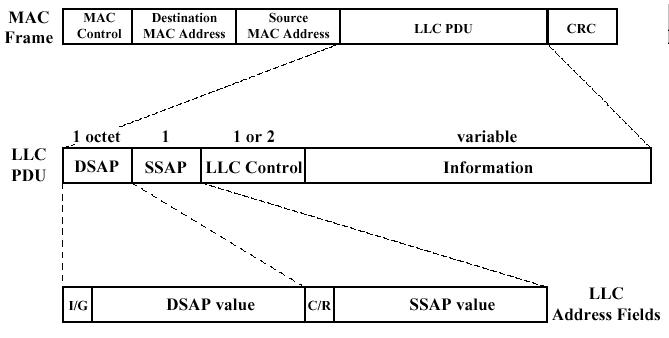 MAC Frame
MAC Control
Destination MAC Address
Source MAC Address
LLC PDU
CRC
1 octet
1
1 or 2
variable
LLC PDU
DSAP
SSAP
LLC Control
Information
I/G
DSAP value
C/R
SSAP value
LLC Address Fields